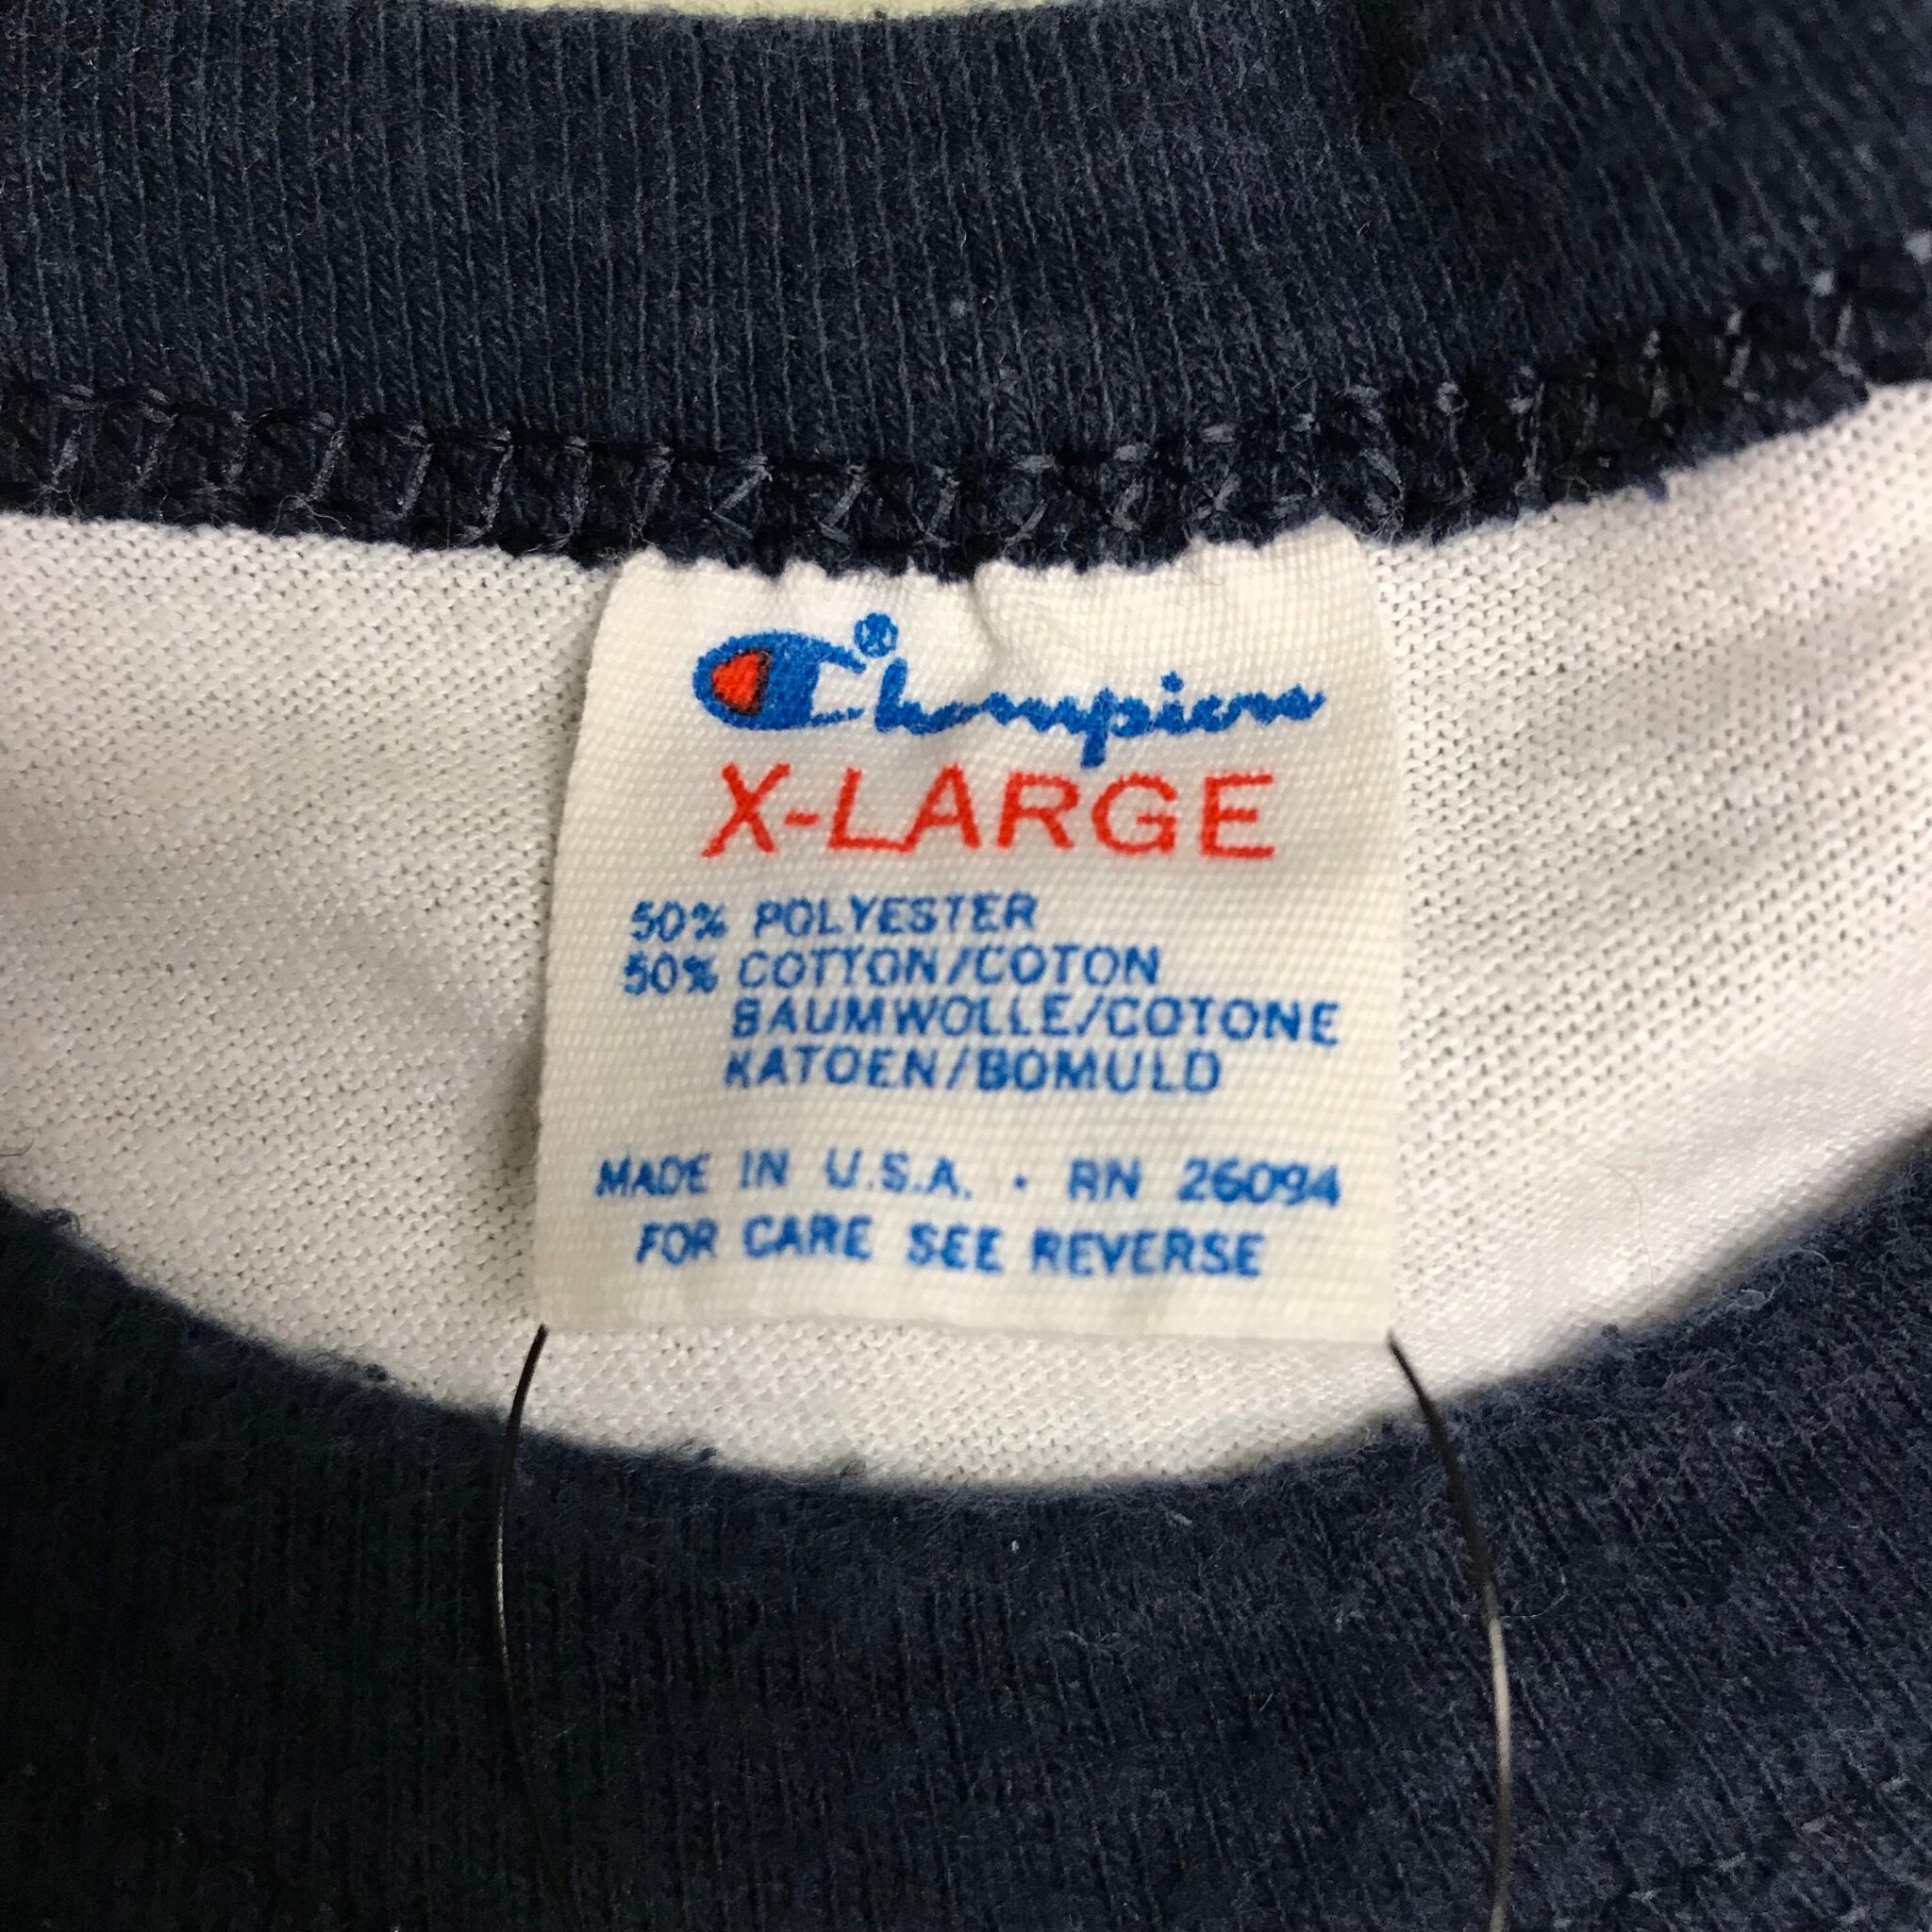 Champion®
X-LARGE
50% POLYESTER
50% COTTON/COTON
BAUMWOLLE/COTONE
KATOEN/BOMULD
MADE IN U.S.A. · RN 26094
FOR CARE SEE REVERSE